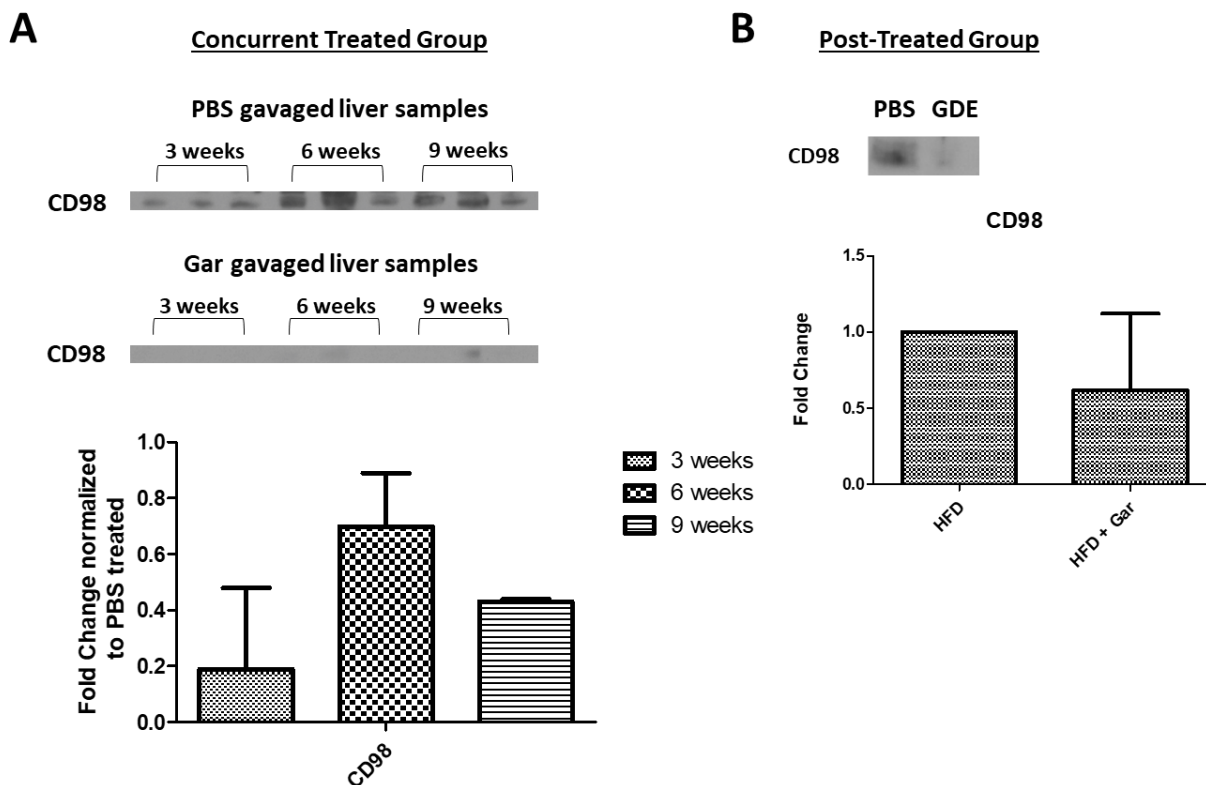 A
Concurrent Treated Group
PBS gavaged liver samples
3 weeks 6 weeks 9 weeks
CD98
Gar gavaged liver samples
3 weeks 6 weeks 9 weeks
CD98
Fold Change normalized
to PBS treated
1.0
0.8
0.6
0.4
0.2
0.0
CD98
3 weeks
6 weeks
9 weeks
B
Post-Treated Group
PBS GDE
CD98
CD98
Fold Change
1.5
1.0
0.5
0.0
HFD
HFD + Gar